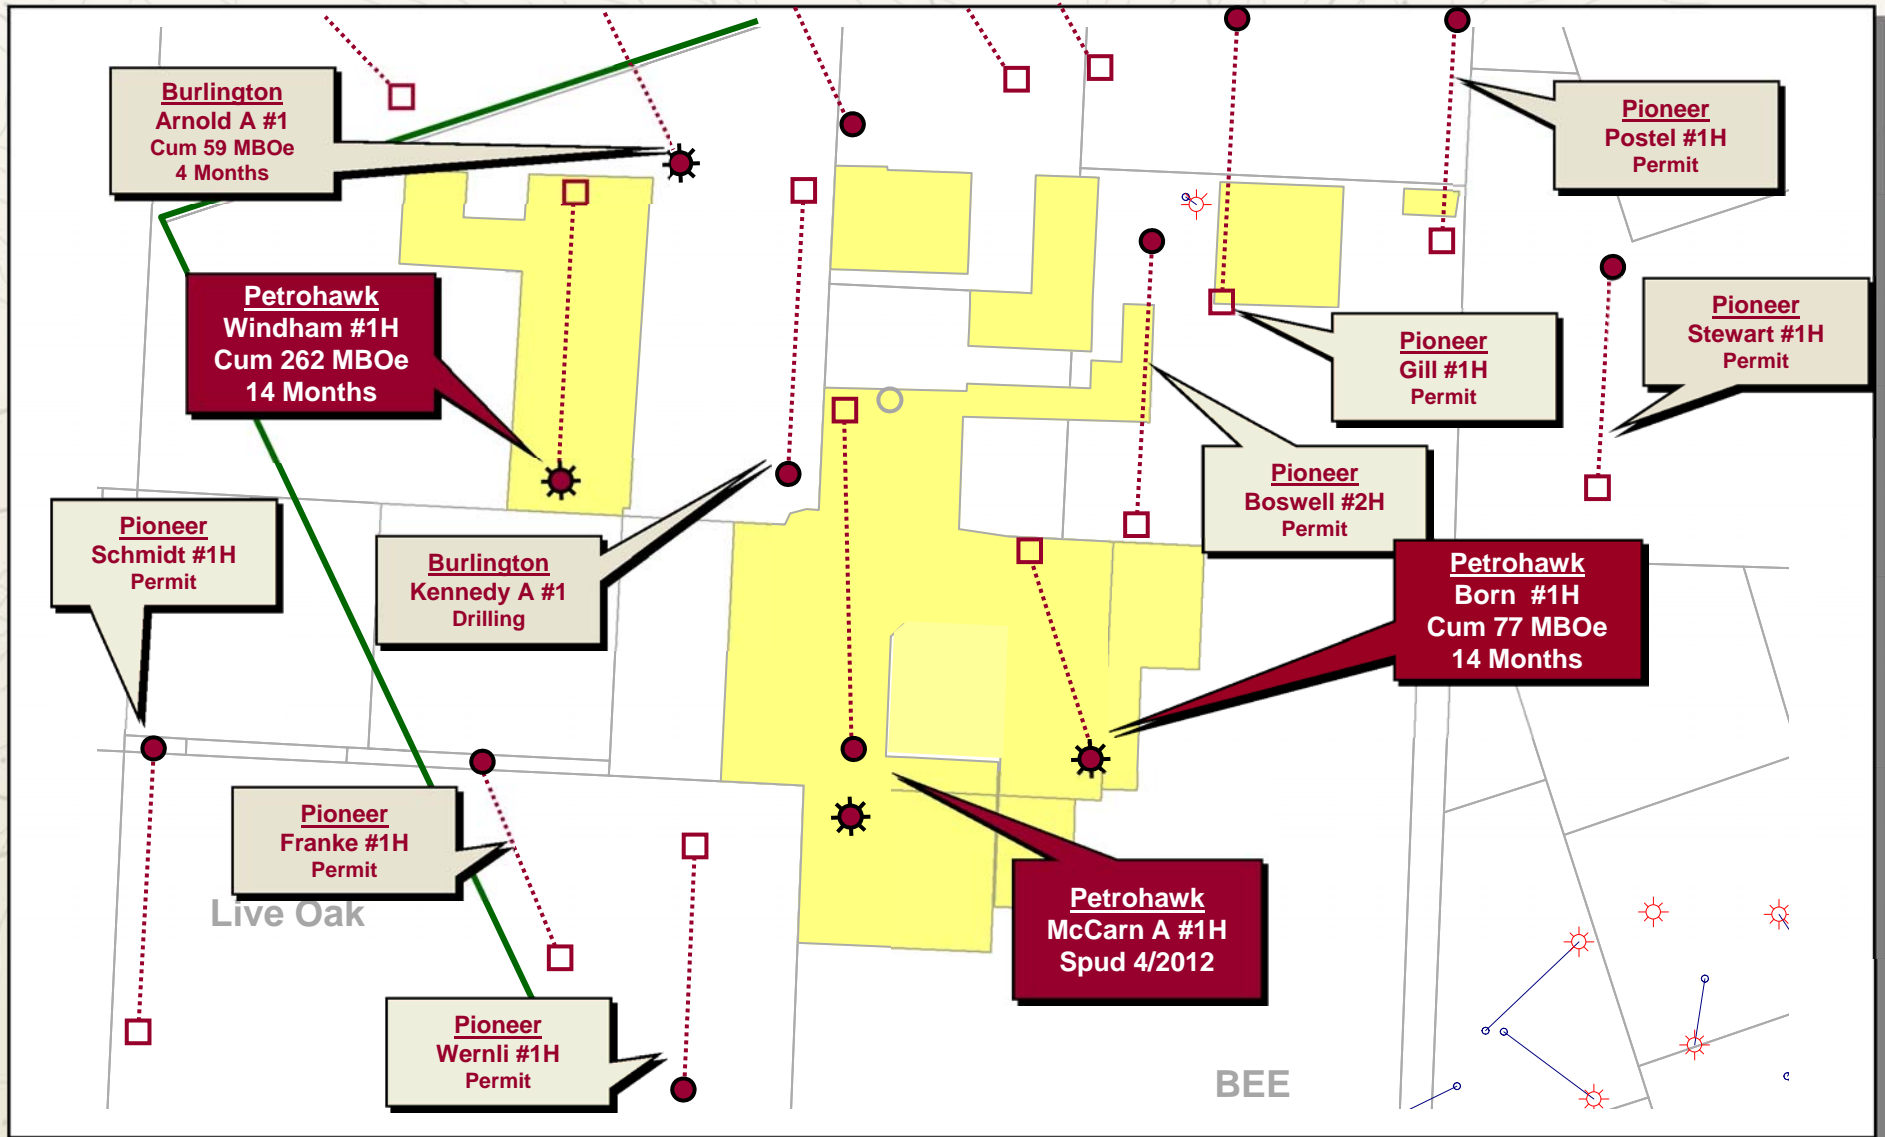 Burlington
Arnold A #1
Cum 59 MBOe
4 Months
Pioneer
Postel #1H
Permit
Petrohawk
Windham #1H
Cum 262 MBOe
14 Months
Pioneer
Stewart #1H
Permit
Pioneer
Gill #1H
Permit
Pioneer
Boswell #2H
Permit
Pioneer
Schmidt #1H
Permit
Burlington
Kennedy A #1
Drilling
Petrohawk
Born #1H
Cum 77 MBOe
14 Months
Pioneer
Franke #1H
Permit
Live Oak
Petrohawk
McCarn A #1H
Spud 4/2012
Pioneer
Wernli #1H
Permit
BEE